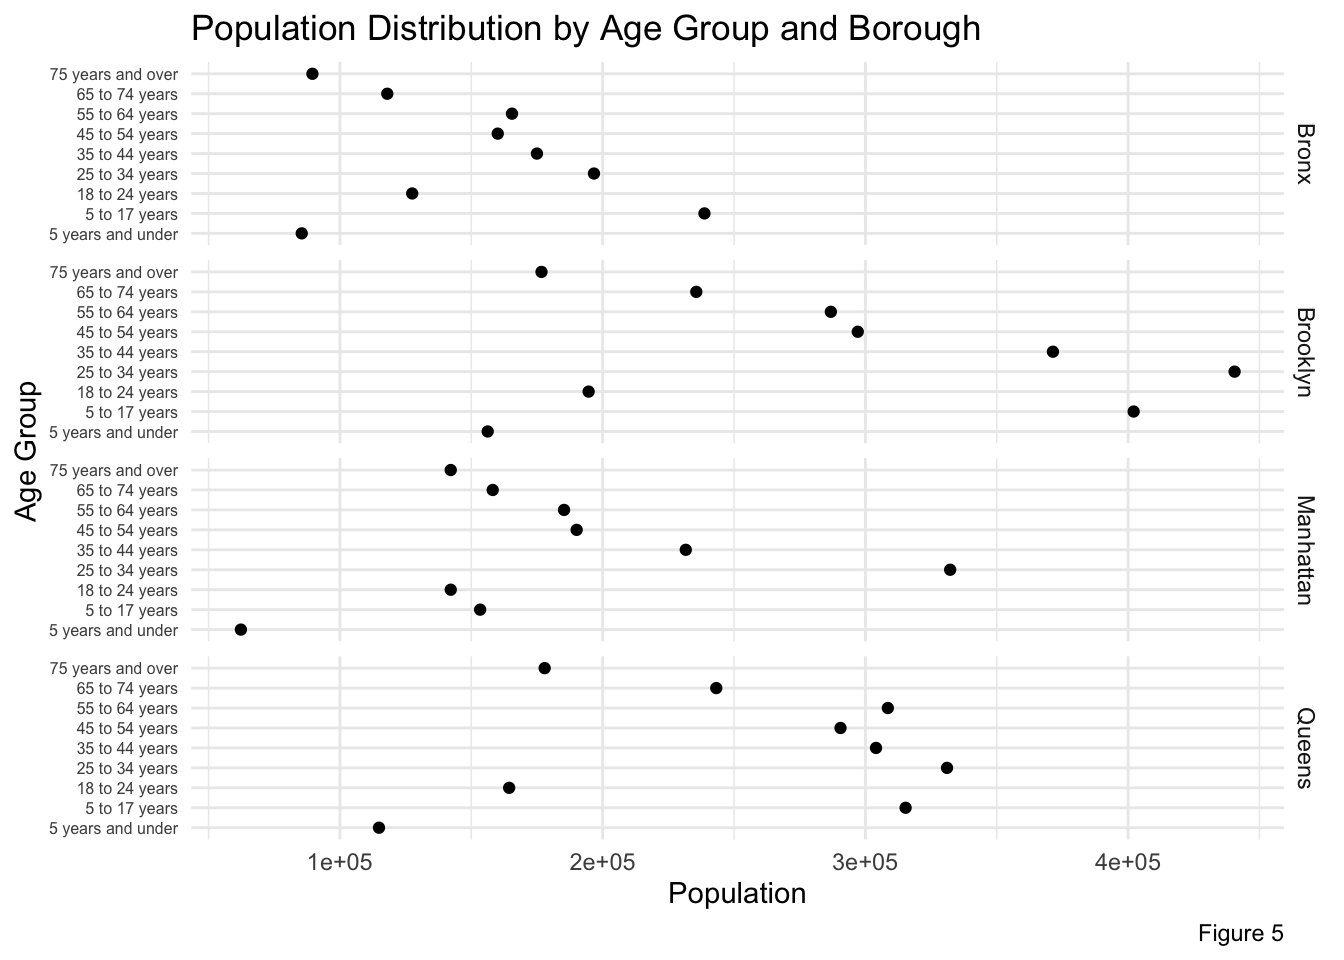 Population Distribution by Age Group and Borough
75 years and over
65 to 74 years
55 to 64 years
45 to 54 years
35 to 44 years
25 to 34 years
18 to 24 years
5 to 17 years
5 years and under
Bronx
75 years and over
65 to 74 years
55 to 64 years
45 to 54 years
35 to 44 years
25 to 34 years
18 to 24 years
5 to 17 years
5 years and under
Brooklyn
75 years and over
65 to 74 years
55 to 64 years
45 to 54 years
35 to 44 years
25 to 34 years
18 to 24 years
5 to 17 years
5 years and under
Manhattan
75 years and over
65 to 74 years
55 to 64 years
45 to 54 years
35 to 44 years
25 to 34 years
18 to 24 years
5 to 17 years
5 years and under
Queens
Age Group
1e+05 2e+05 3e+05 4e+05
Population
Figure 5